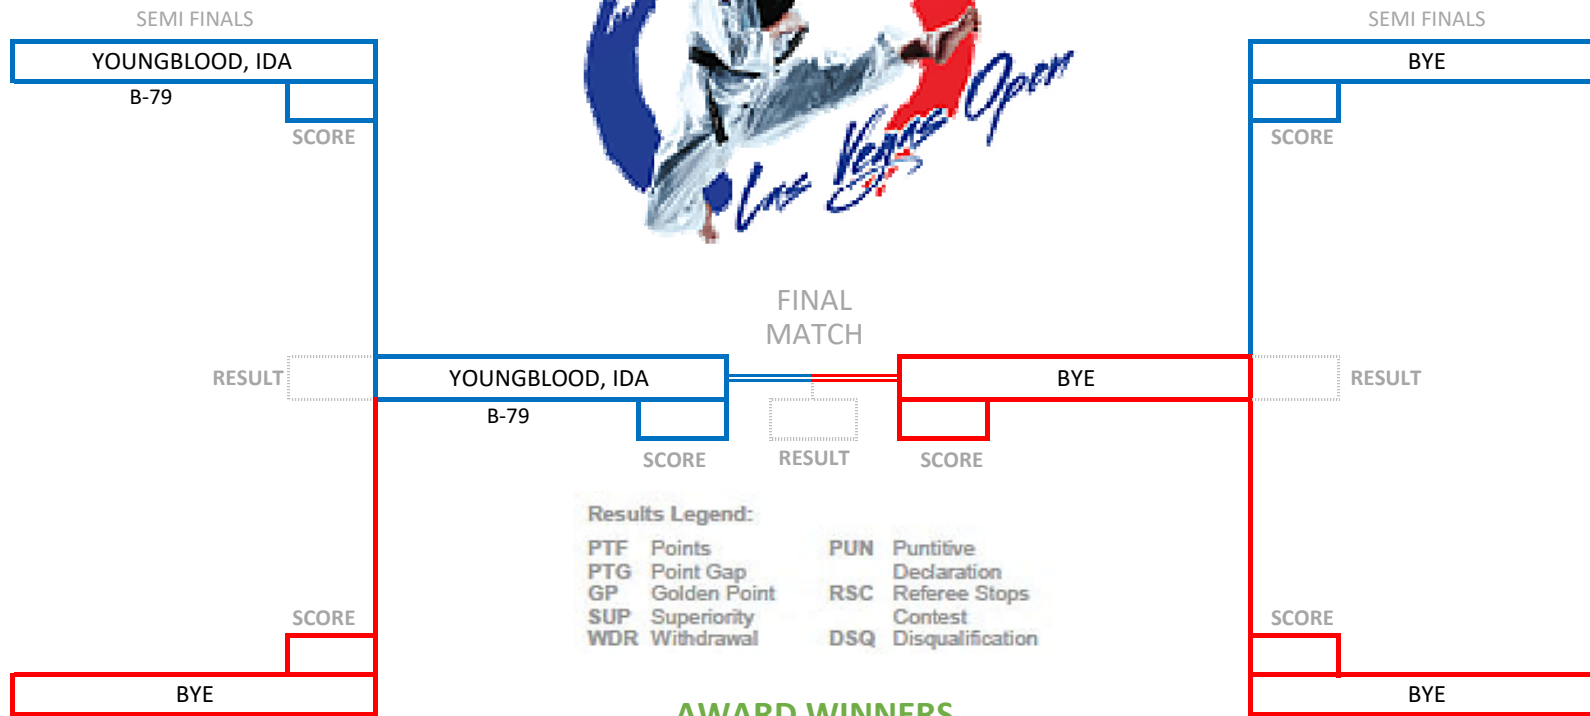 SEMI FINALS
SEMI FINALS
YOUNGBLOOD, IDA
BYE
B-79
SCORE
SCORE
Las Vegas Open
FINAL
MATCH
RESULT
YOUNGBLOOD, IDA
BYE
RESULT
B-79
SCORE
RESULT
SCORE
Results Legend:
PTF Points
PTG Point Gap
GP Golden Point
SUP Superiority
WDR Withdrawal
PUN Puntitive
Declaration
RSC Referee Stops
Contest
DSQ Disqualification
SCORE
SCORE
BYE
BYE
AWARD WINNERS